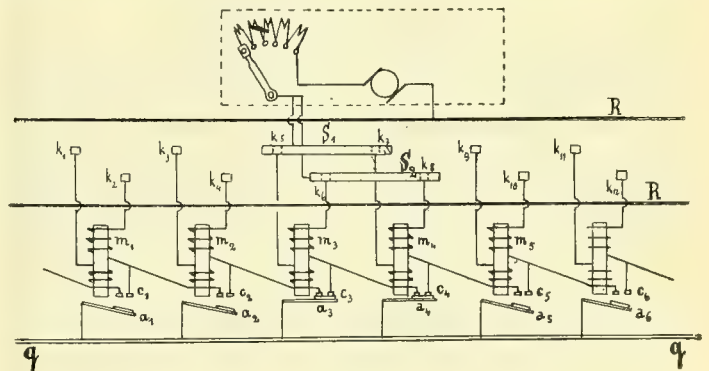 R
k₅ S₁ k₇
k₁ k₂ k₃ k₄ k₆ S₂ k₈ k₉ k₁₀ k₁₁ k₁₂
R
m₁ m₂ m₃ m₄ m₅
c₁ c₂ c₃ c₄ c₅ c₆
a₁ a₂ a₃ a₄ a₅ a₆
q q